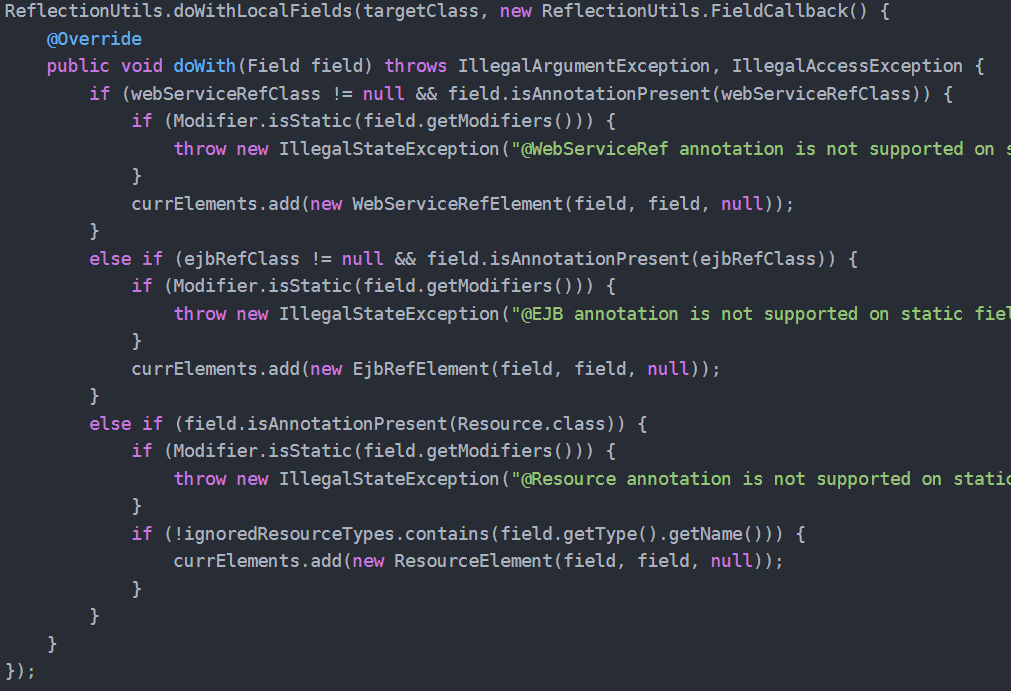 ReflectionUtils.doWithLocalFields(targetClass, new ReflectionUtils.FieldCallback() {
    @Override
    public void doWith(Field field) throws IllegalArgumentException, IllegalAccessException {
        if (webServiceRefClass != null && field.isAnnotationPresent(webServiceRefClass)) {
            if (Modifier.isStatic(field.getModifiers())) {
                throw new IllegalStateException("@WebServiceRef annotation is not supported on
            }
            currElements.add(new WebServiceRefElement(field, field, null));
        }
        else if (ejbRefClass != null && field.isAnnotationPresent(ejbRefClass)) {
            if (Modifier.isStatic(field.getModifiers())) {
                throw new IllegalStateException("@EJB annotation is not supported on static
            }
            currElements.add(new EjbRefElement(field, field, null));
        }
        else if (field.isAnnotationPresent(Resource.class)) {
            if (Modifier.isStatic(field.getModifiers())) {
                throw new IllegalStateException("@Resource annotation is not supported on
            }
            if (!ignoredResourceTypes.contains(field.getType().getName())) {
                currElements.add(new ResourceElement(field, field, null));
            }
        }
    }
});